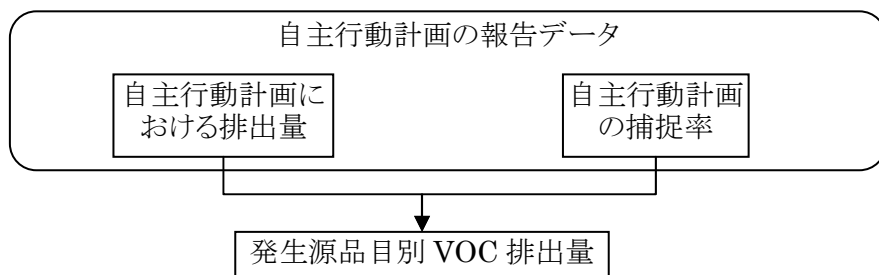 自主行動計画の報告データ
自主行動計画に
おける排出量
自主行動計画
の捕捉率
発生源品目別 VOC 排出量